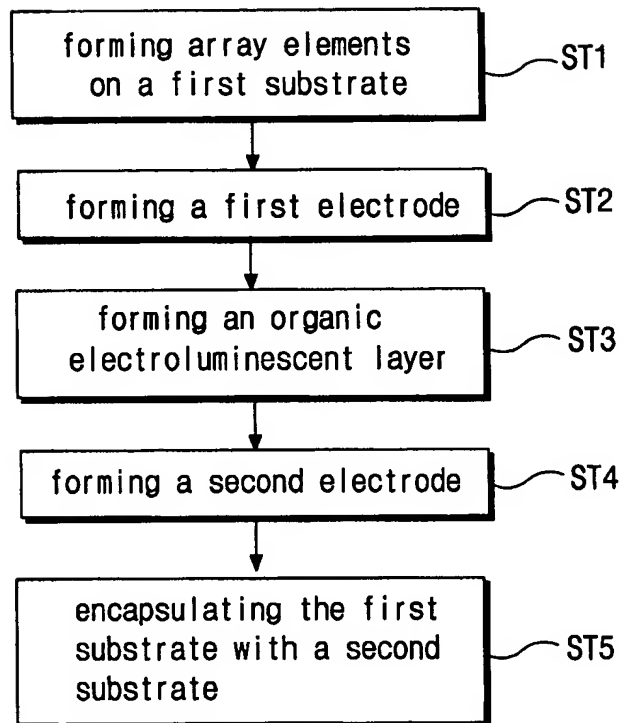 forming array elements
on a first substrate
ST1
forming a first electrode
ST2
forming an organic
electroluminescent layer
ST3
forming a second electrode
ST4
encapsulating the first
substrate with a second
substrate
ST5